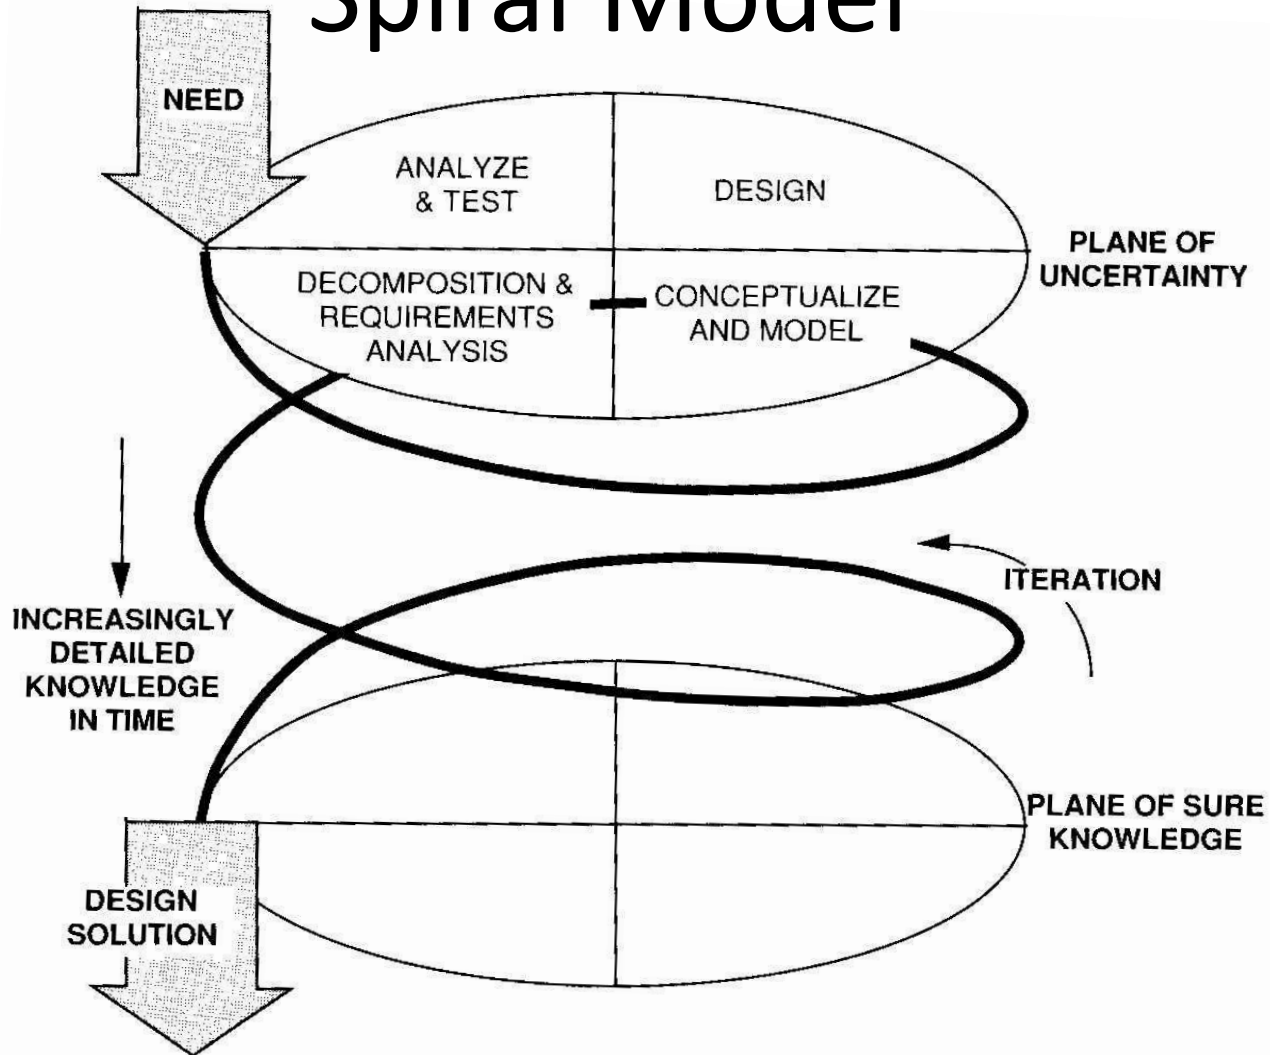 Spiral Model
NEED
ANALYZE
& TEST
DESIGN
PLANE OF
UNCERTAINTY
DECOMPOSITION &
REQUIREMENTS
ANALYSIS
CONCEPTUALIZE
AND MODEL
ITERATION
INCREASINGLY
DETAILED
KNOWLEDGE
IN TIME
PLANE OF SURE
KNOWLEDGE
DESIGN
SOLUTION